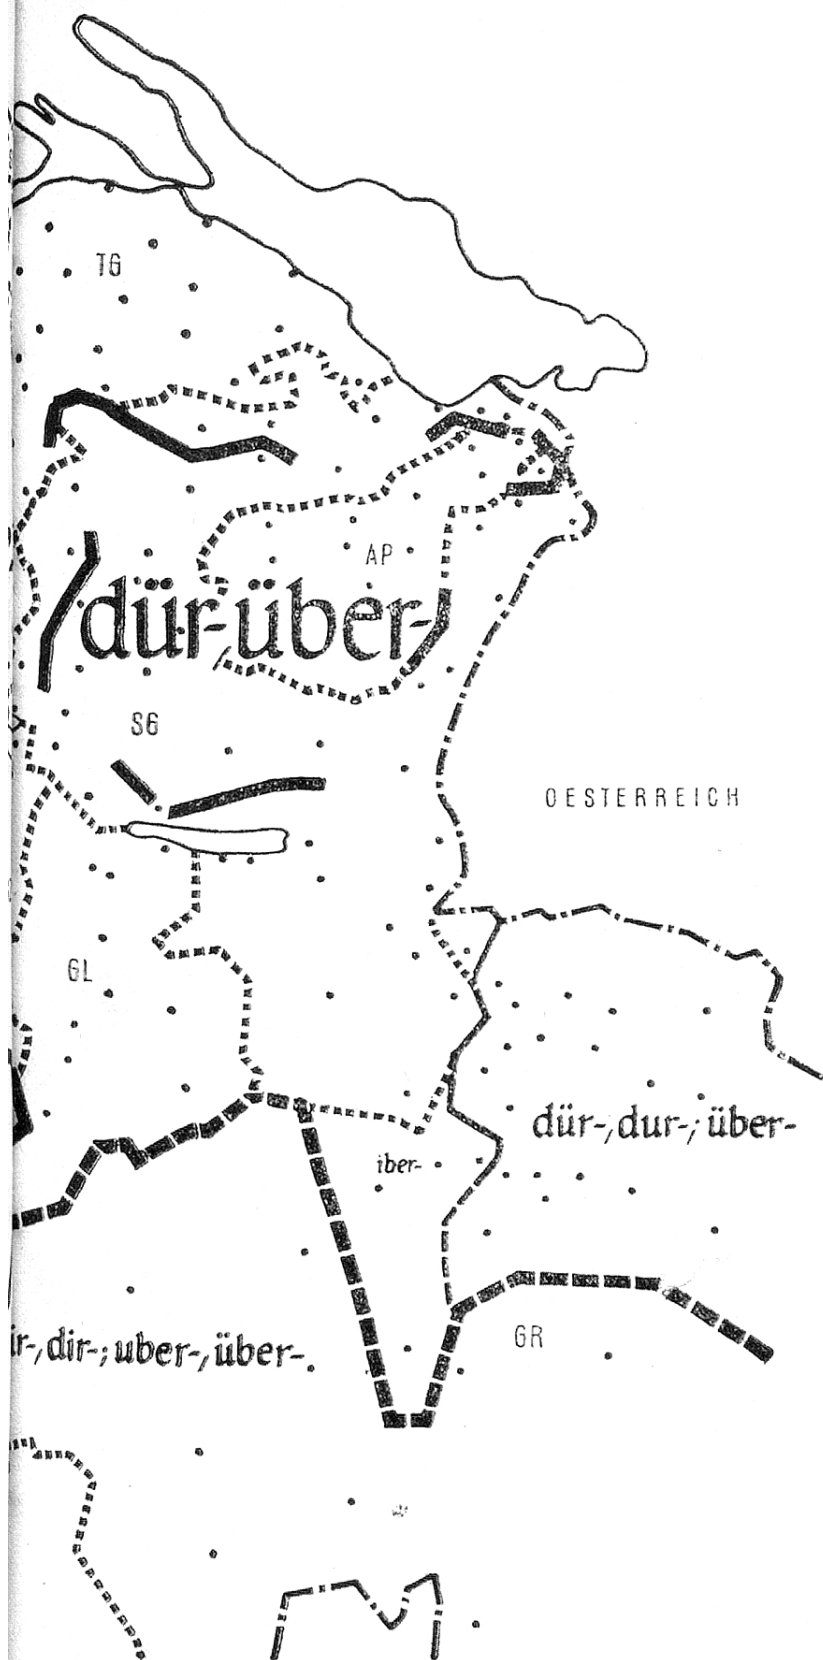 TG
AP
dür-, über-
SG
OESTERREICH
GL
dür-, dur-; über-
iber-
ir-, dir-; uber-, über-.
GR